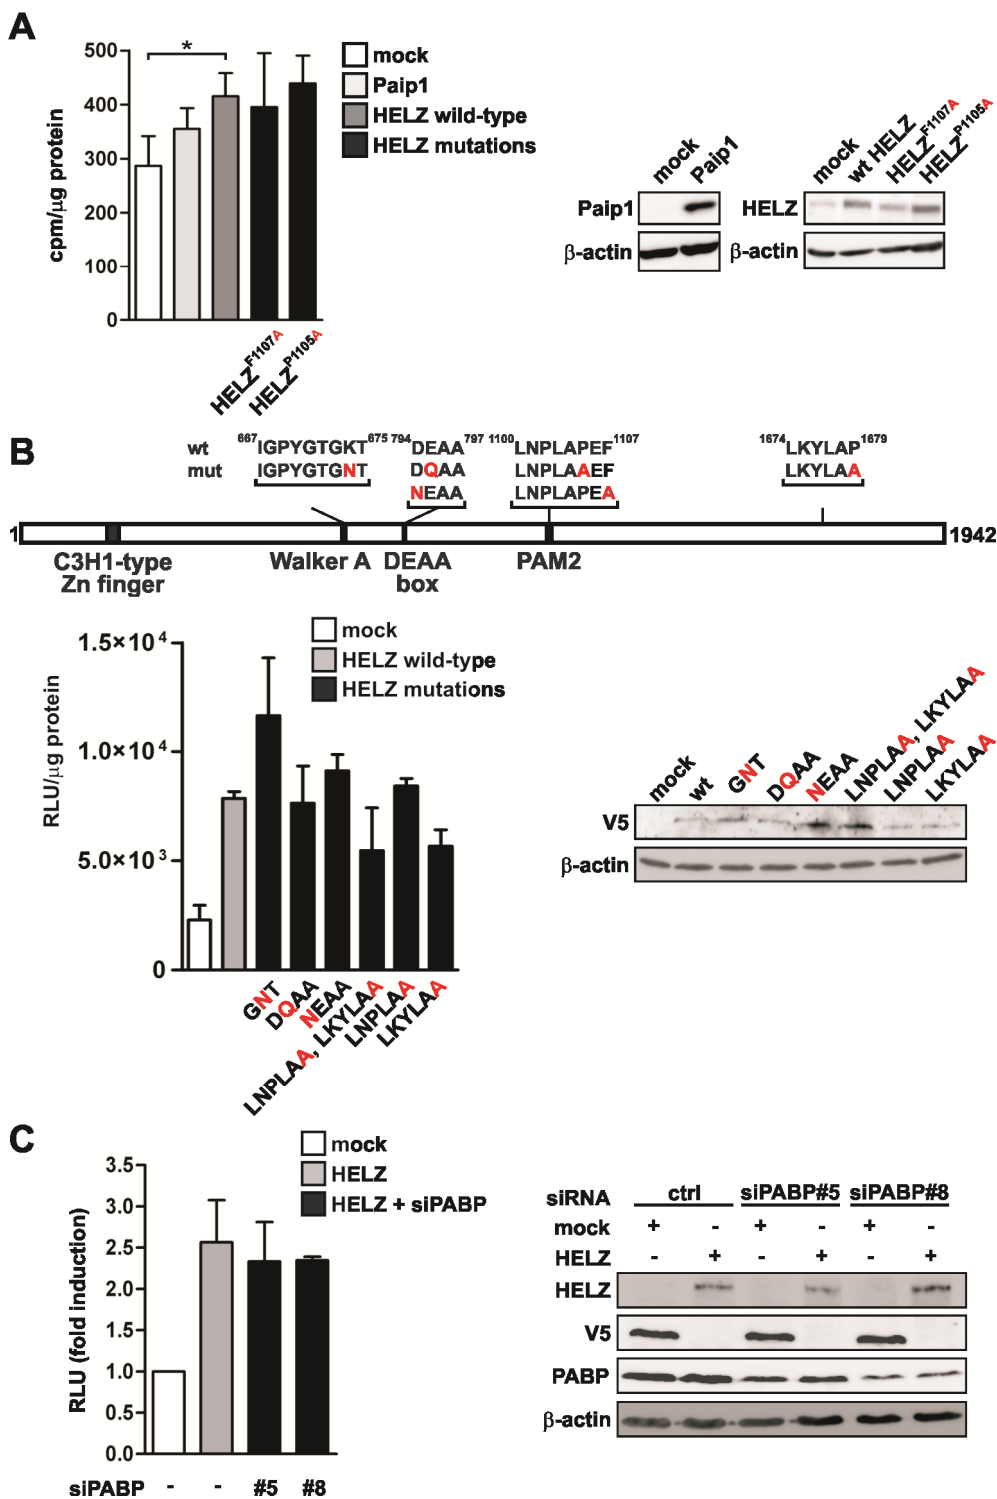 A
500
400
300
200
100
0
cpm/µg protein
*
mock
Paip1
HELZ wild-type
HELZ mutations
HELZF1107A
HELZP1105A
mock
Paip1
mock
wt HELZ
HELZF1107A
HELZP1105A
Paip1
HELZ
β-actin
β-actin
B
wt 667IGPYGTGKT675 794DEAA797 1100LNPLAPEF1107 1674LKYLAP1679
mut IGPYGTGNT DQAA LNPLAAEF LKYLAA
NEAA LNPLAPEA
1 1942
C3H1-type
Zn finger
Walker A
DEAA
box
PAM2
mock
HELZ wild-type
HELZ mutations
1.5×10⁴
1.0×10⁴
5.0×10³
0
RLU/µg protein
GNT
DQAA
NEAA
LNPLAA, LKYLAA
LNPLAA
LKYLAA
mock
wt
GNT
DQAA
NEAA
LNPLAA, LKYLAA
LNPLAA
LKYLAA
V5
β-actin
C
mock
HELZ
HELZ + siPABP
3.5
3.0
2.5
2.0
1.5
1.0
0.5
0.0
RLU (fold induction)
siPABP - - #5 #8
siRNA ctrl siPABP#5 siPABP#8
mock + - + - + -
HELZ - + - + - +
HELZ
V5
PABP
β-actin